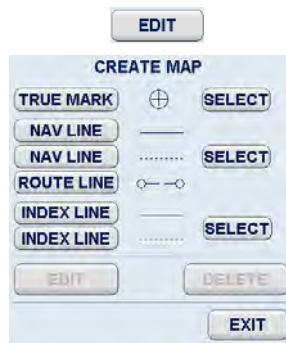 EDIT
CREATE MAP
TRUE MARK SELECT
NAV LINE
NAV LINE SELECT
ROUTE LINE
INDEX LINE
INDEX LINE SELECT
EDIT DELETE
EXIT